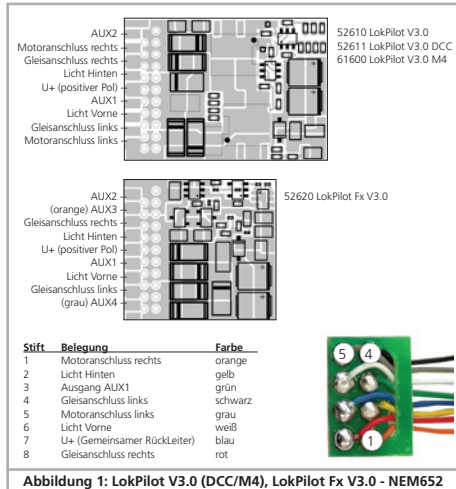 AUX2
Motoranschluss rechts
Gleisanschluss rechts
Licht Hinten
U+ (positiver Pol)
AUX1
Licht Vorne
Gleisanschluss links
Motoranschluss links
52610 LokPilot V3.0
52611 LokPilot V3.0 DCC
61600 LokPilot V3.0 M4
AUX2
(orange) AUX3
Gleisanschluss rechts
Licht Hinten
U+ (positiver Pol)
AUX1
Licht Vorne
Gleisanschluss links
(grau) AUX4
52620 LokPilot Fx V3.0
Stift Belegung Farbe
1 Motoranschluss rechts orange
2 Licht Hinten gelb
3 Ausgang AUX1 grün
4 Gleisanschluss links schwarz
5 Motoranschluss links grau
6 Licht Vorne weiß
7 U+ (Gemeinsamer RückLeiter) blau
8 Gleisanschluss rechts rot
5 4
1
Abbildung 1: LokPilot V3.0 (DCC/M4), LokPilot Fx V3.0 - NEM652